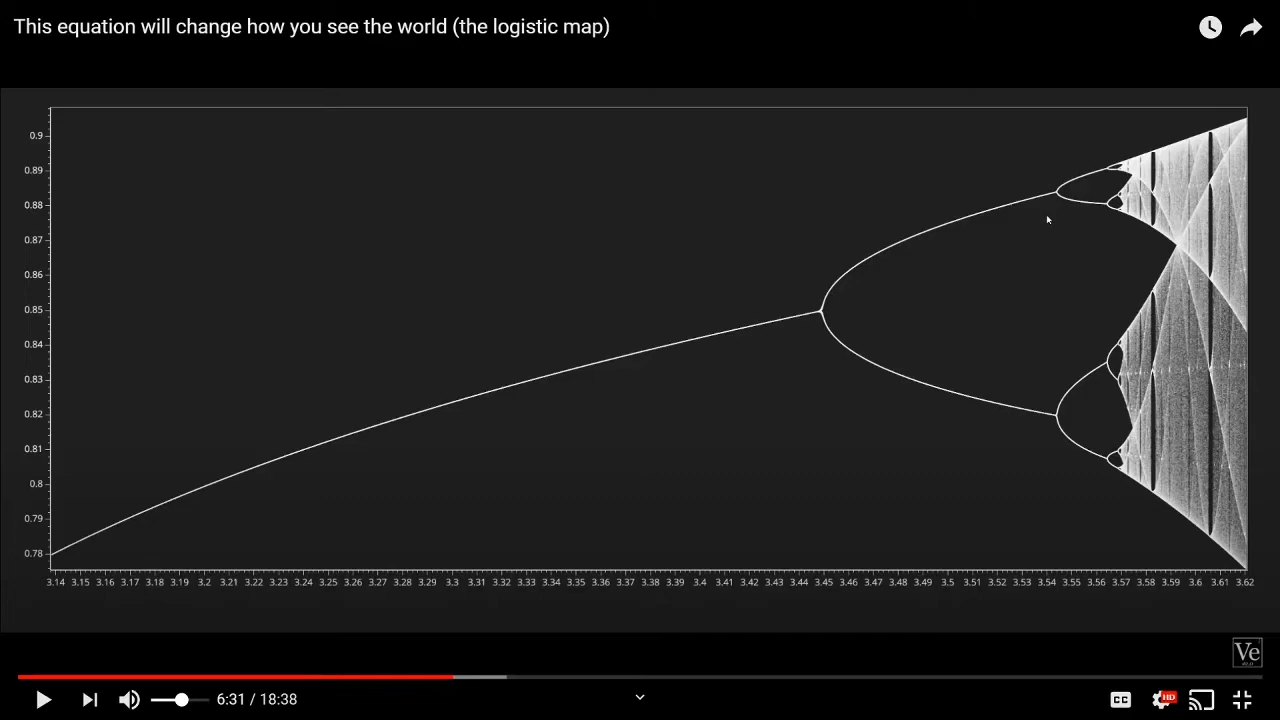 This equation will change how you see the world (the logistic map)
0.9
0.89
0.88
0.87
0.86
0.85
0.84
0.83
0.82
0.81
0.8
0.79
0.78
3.14 3.15 3.16 3.17 3.18 3.19 3.2 3.21 3.22 3.23 3.24 3.25 3.26 3.27 3.28 3.29 3.3 3.31 3.32 3.33 3.34 3.35 3.36 3.37 3.38 3.39 3.4 3.41 3.42 3.43 3.44 3.45 3.46 3.47 3.48 3.49 3.5 3.51 3.52 3.53 3.54 3.55 3.56 3.57 3.58 3.59 3.6 3.61 3.62
Ve
6:31 / 18:38
CC
HD